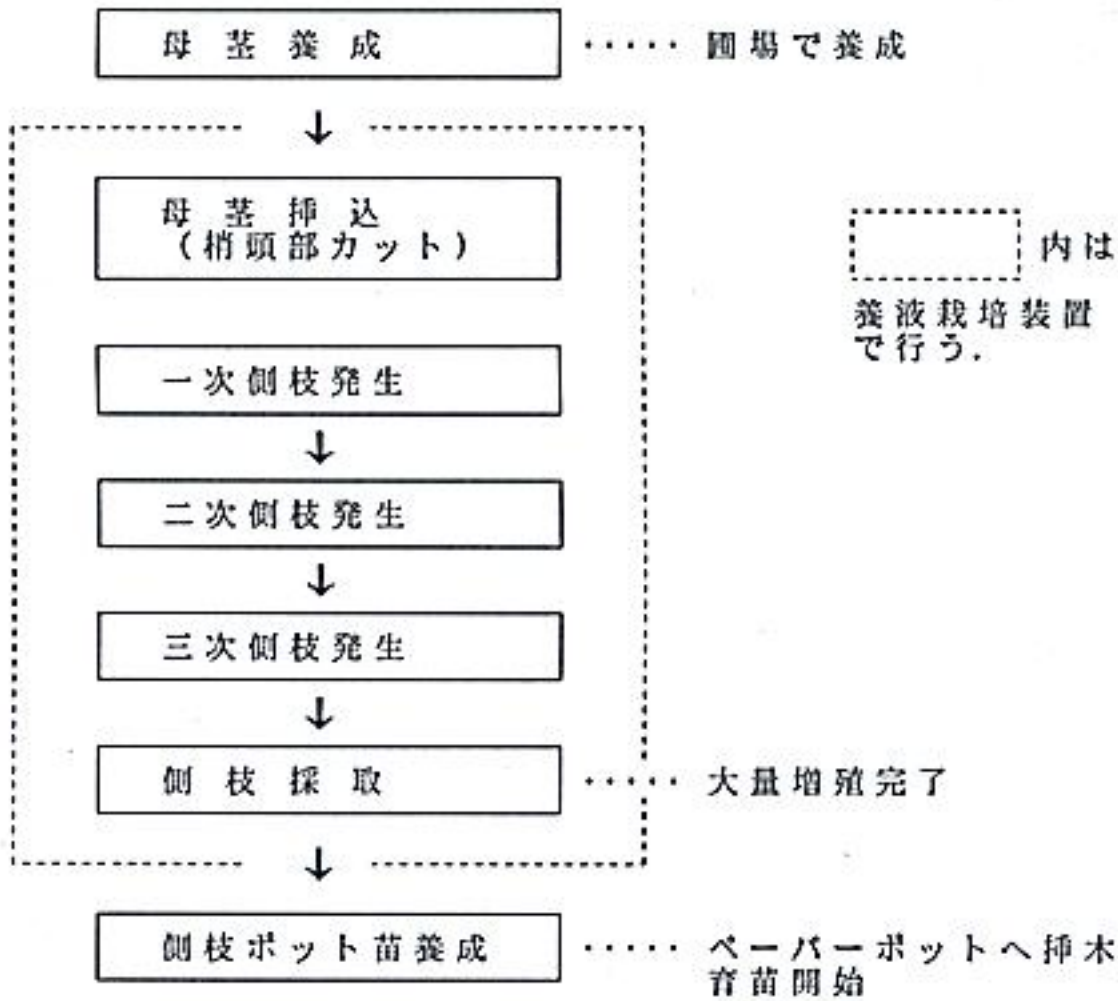 母茎養成 ····· 圃場で養成
↓
母茎挿込
(梢頭部カット)
内は
養液栽培装置
で行う.
一次側枝発生
↓
二次側枝発生
↓
三次側枝発生
↓
側枝採取 ····· 大量増殖完了
↓
側枝ポット苗養成 ····· ペーパーポットへ挿木
育苗開始